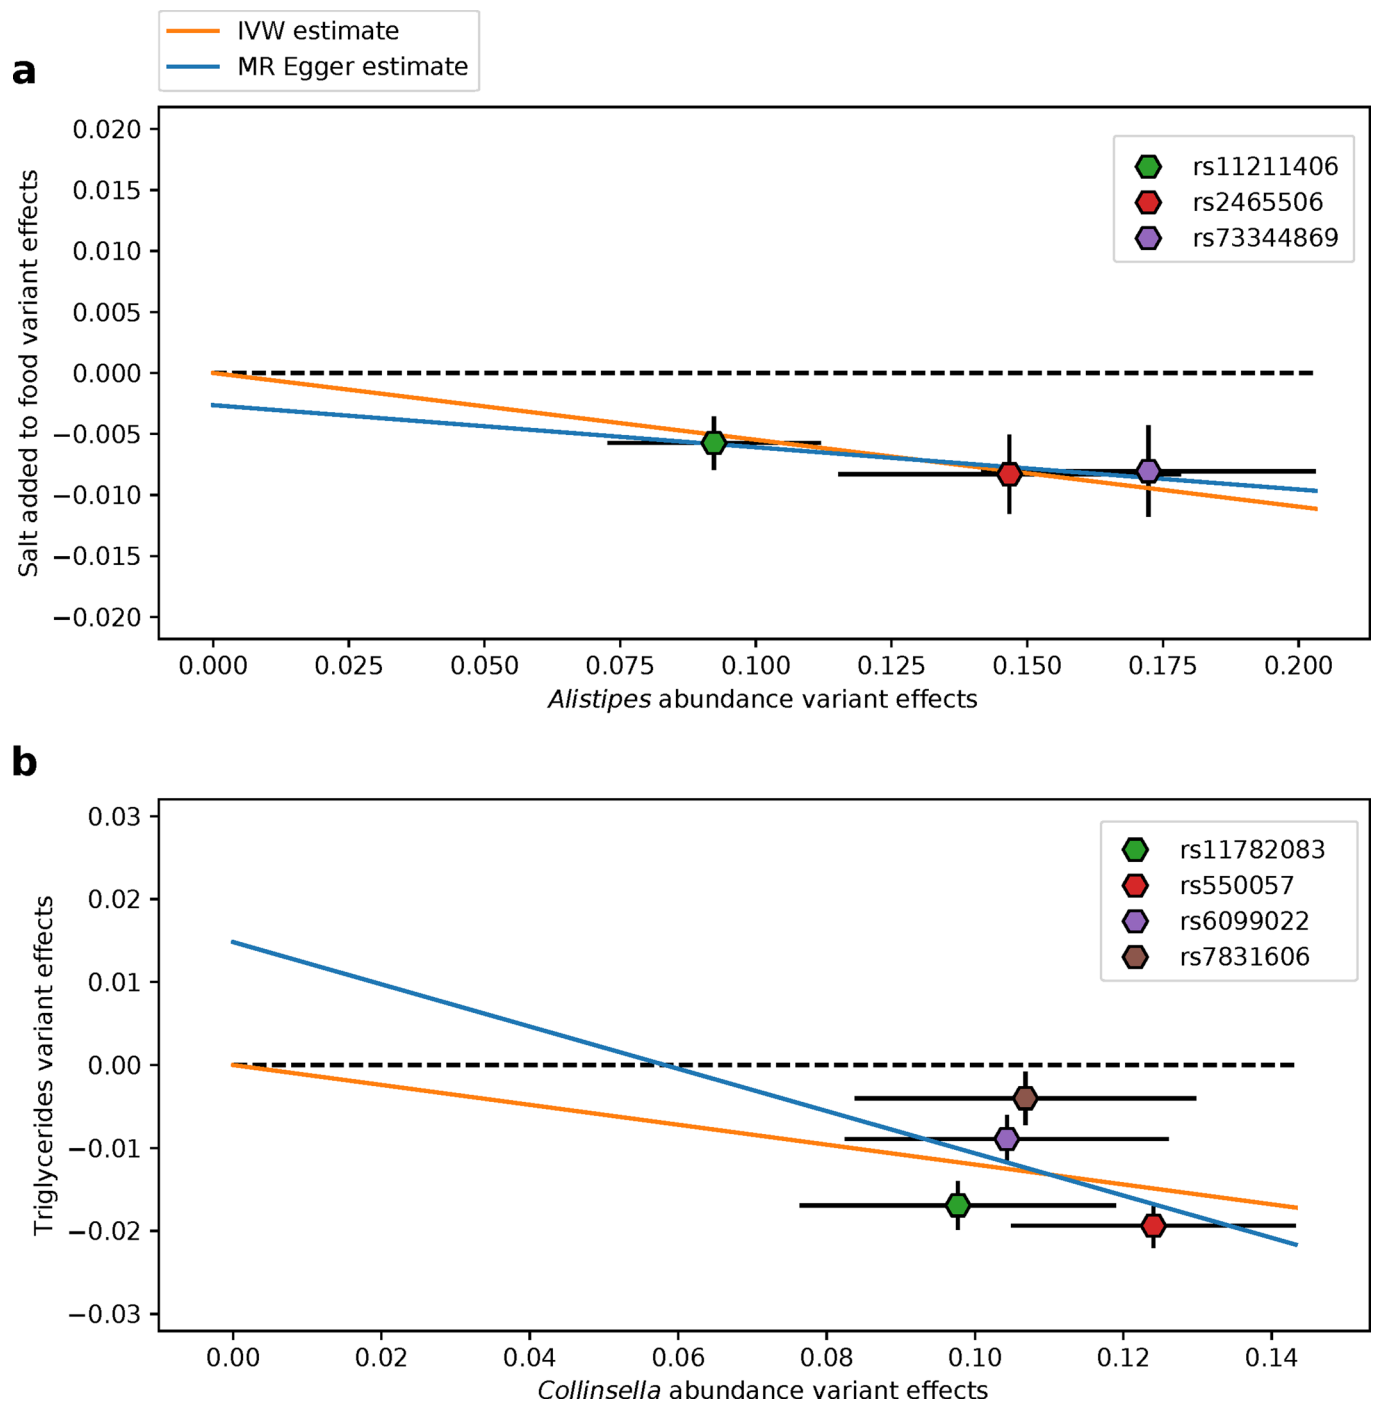 IVW estimate
MR Egger estimate
a
0.020
0.015
0.010
0.005
0.000
−0.005
−0.010
−0.015
−0.020
Salt added to food variant effects
rs11211406
rs2465506
rs73344869
0.000 0.025 0.050 0.075 0.100 0.125 0.150 0.175 0.200
Alistipes abundance variant effects
b
0.03
0.02
0.01
0.00
−0.01
−0.02
−0.03
Triglycerides variant effects
rs11782083
rs550057
rs6099022
rs7831606
0.00 0.02 0.04 0.06 0.08 0.10 0.12 0.14
Collinsella abundance variant effects